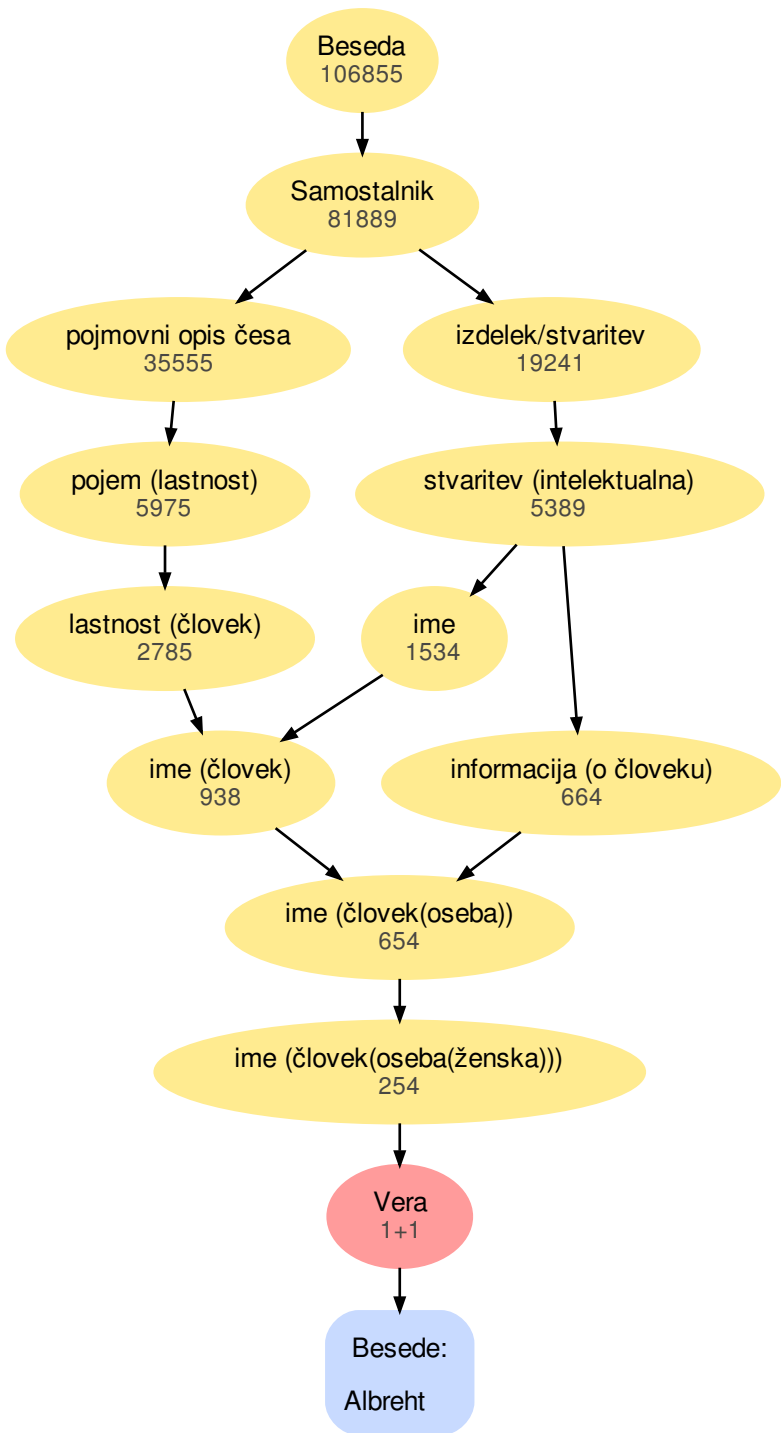 Beseda
106855
Samostalnik
81889
pojmovni opis česa
35555
izdelek/stvaritev
19241
pojem (lastnost)
5975
stvaritev (intelektualna)
5389
lastnost (človek)
2785
ime
1534
ime (človek)
938
informacija (o človeku)
664
ime (človek(oseba))
654
ime (človek(oseba(ženska)))
254
Vera
1+1
Besede:
Albreht